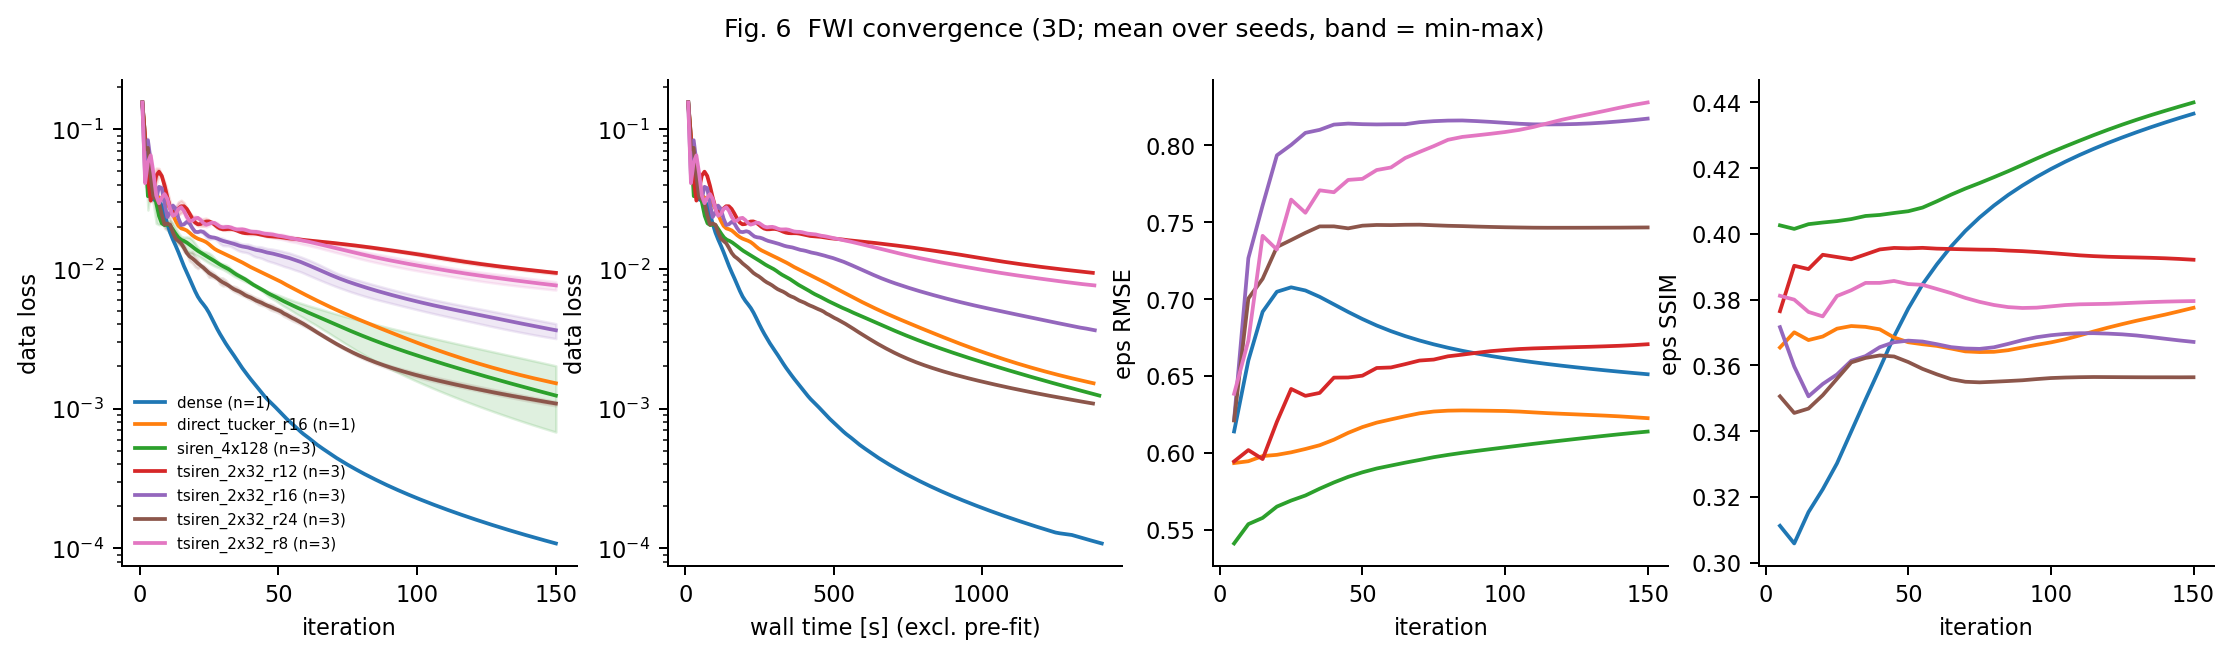 Fig. 6  FWI convergence (3D; mean over seeds, band = min-max)
data loss
10⁻¹
10⁻²
10⁻³
10⁻⁴
dense (n=1)
direct_tucker_r16 (n=1)
siren_4x128 (n=3)
tsiren_2x32_r12 (n=3)
tsiren_2x32_r16 (n=3)
tsiren_2x32_r24 (n=3)
tsiren_2x32_r8 (n=3)
0 50 100 150
iteration
data loss
10⁻¹
10⁻²
10⁻³
10⁻⁴
0 500 1000
wall time [s] (excl. pre-fit)
eps RMSE
0.80
0.75
0.70
0.65
0.60
0.55
0 50 100 150
iteration
eps SSIM
0.44
0.42
0.40
0.38
0.36
0.34
0.32
0.30
0 50 100 150
iteration